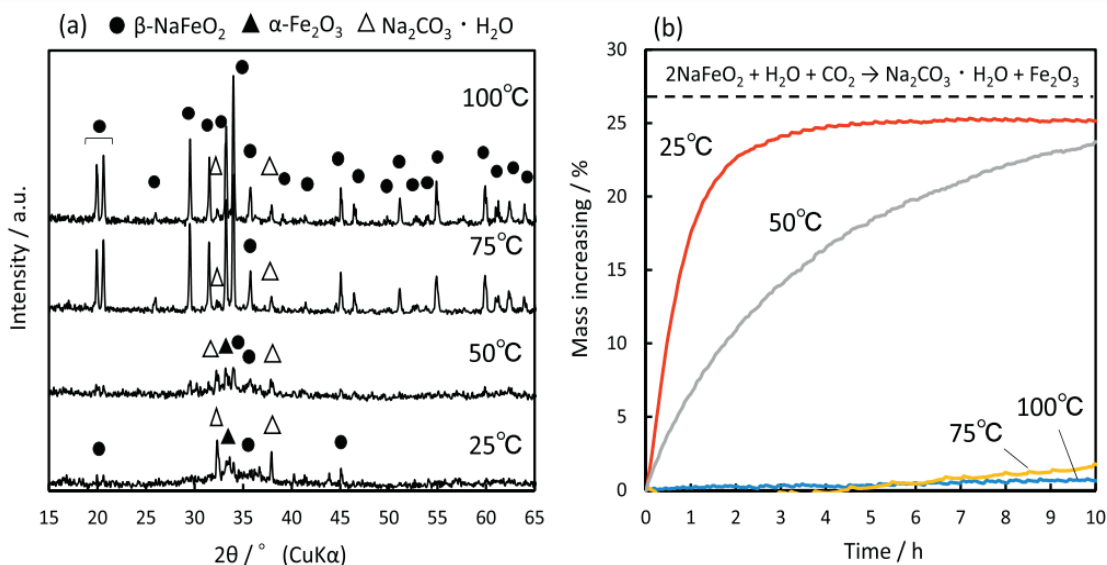 (a) ● β-NaFeO₂ ▲ α-Fe₂O₃ △ Na₂CO₃・H₂O
100℃
75℃
50℃
25℃
Intensity / a.u.
15 20 25 30 35 40 45 50 55 60 65
2θ / ° (CuKα)
(b)
30
25
20
15
10
5
0
2NaFeO₂ + H₂O + CO₂ → Na₂CO₃・H₂O + Fe₂O₃
25℃
50℃
75℃
100℃
Mass increasing / %
0 1 2 3 4 5 6 7 8 9 10
Time / h